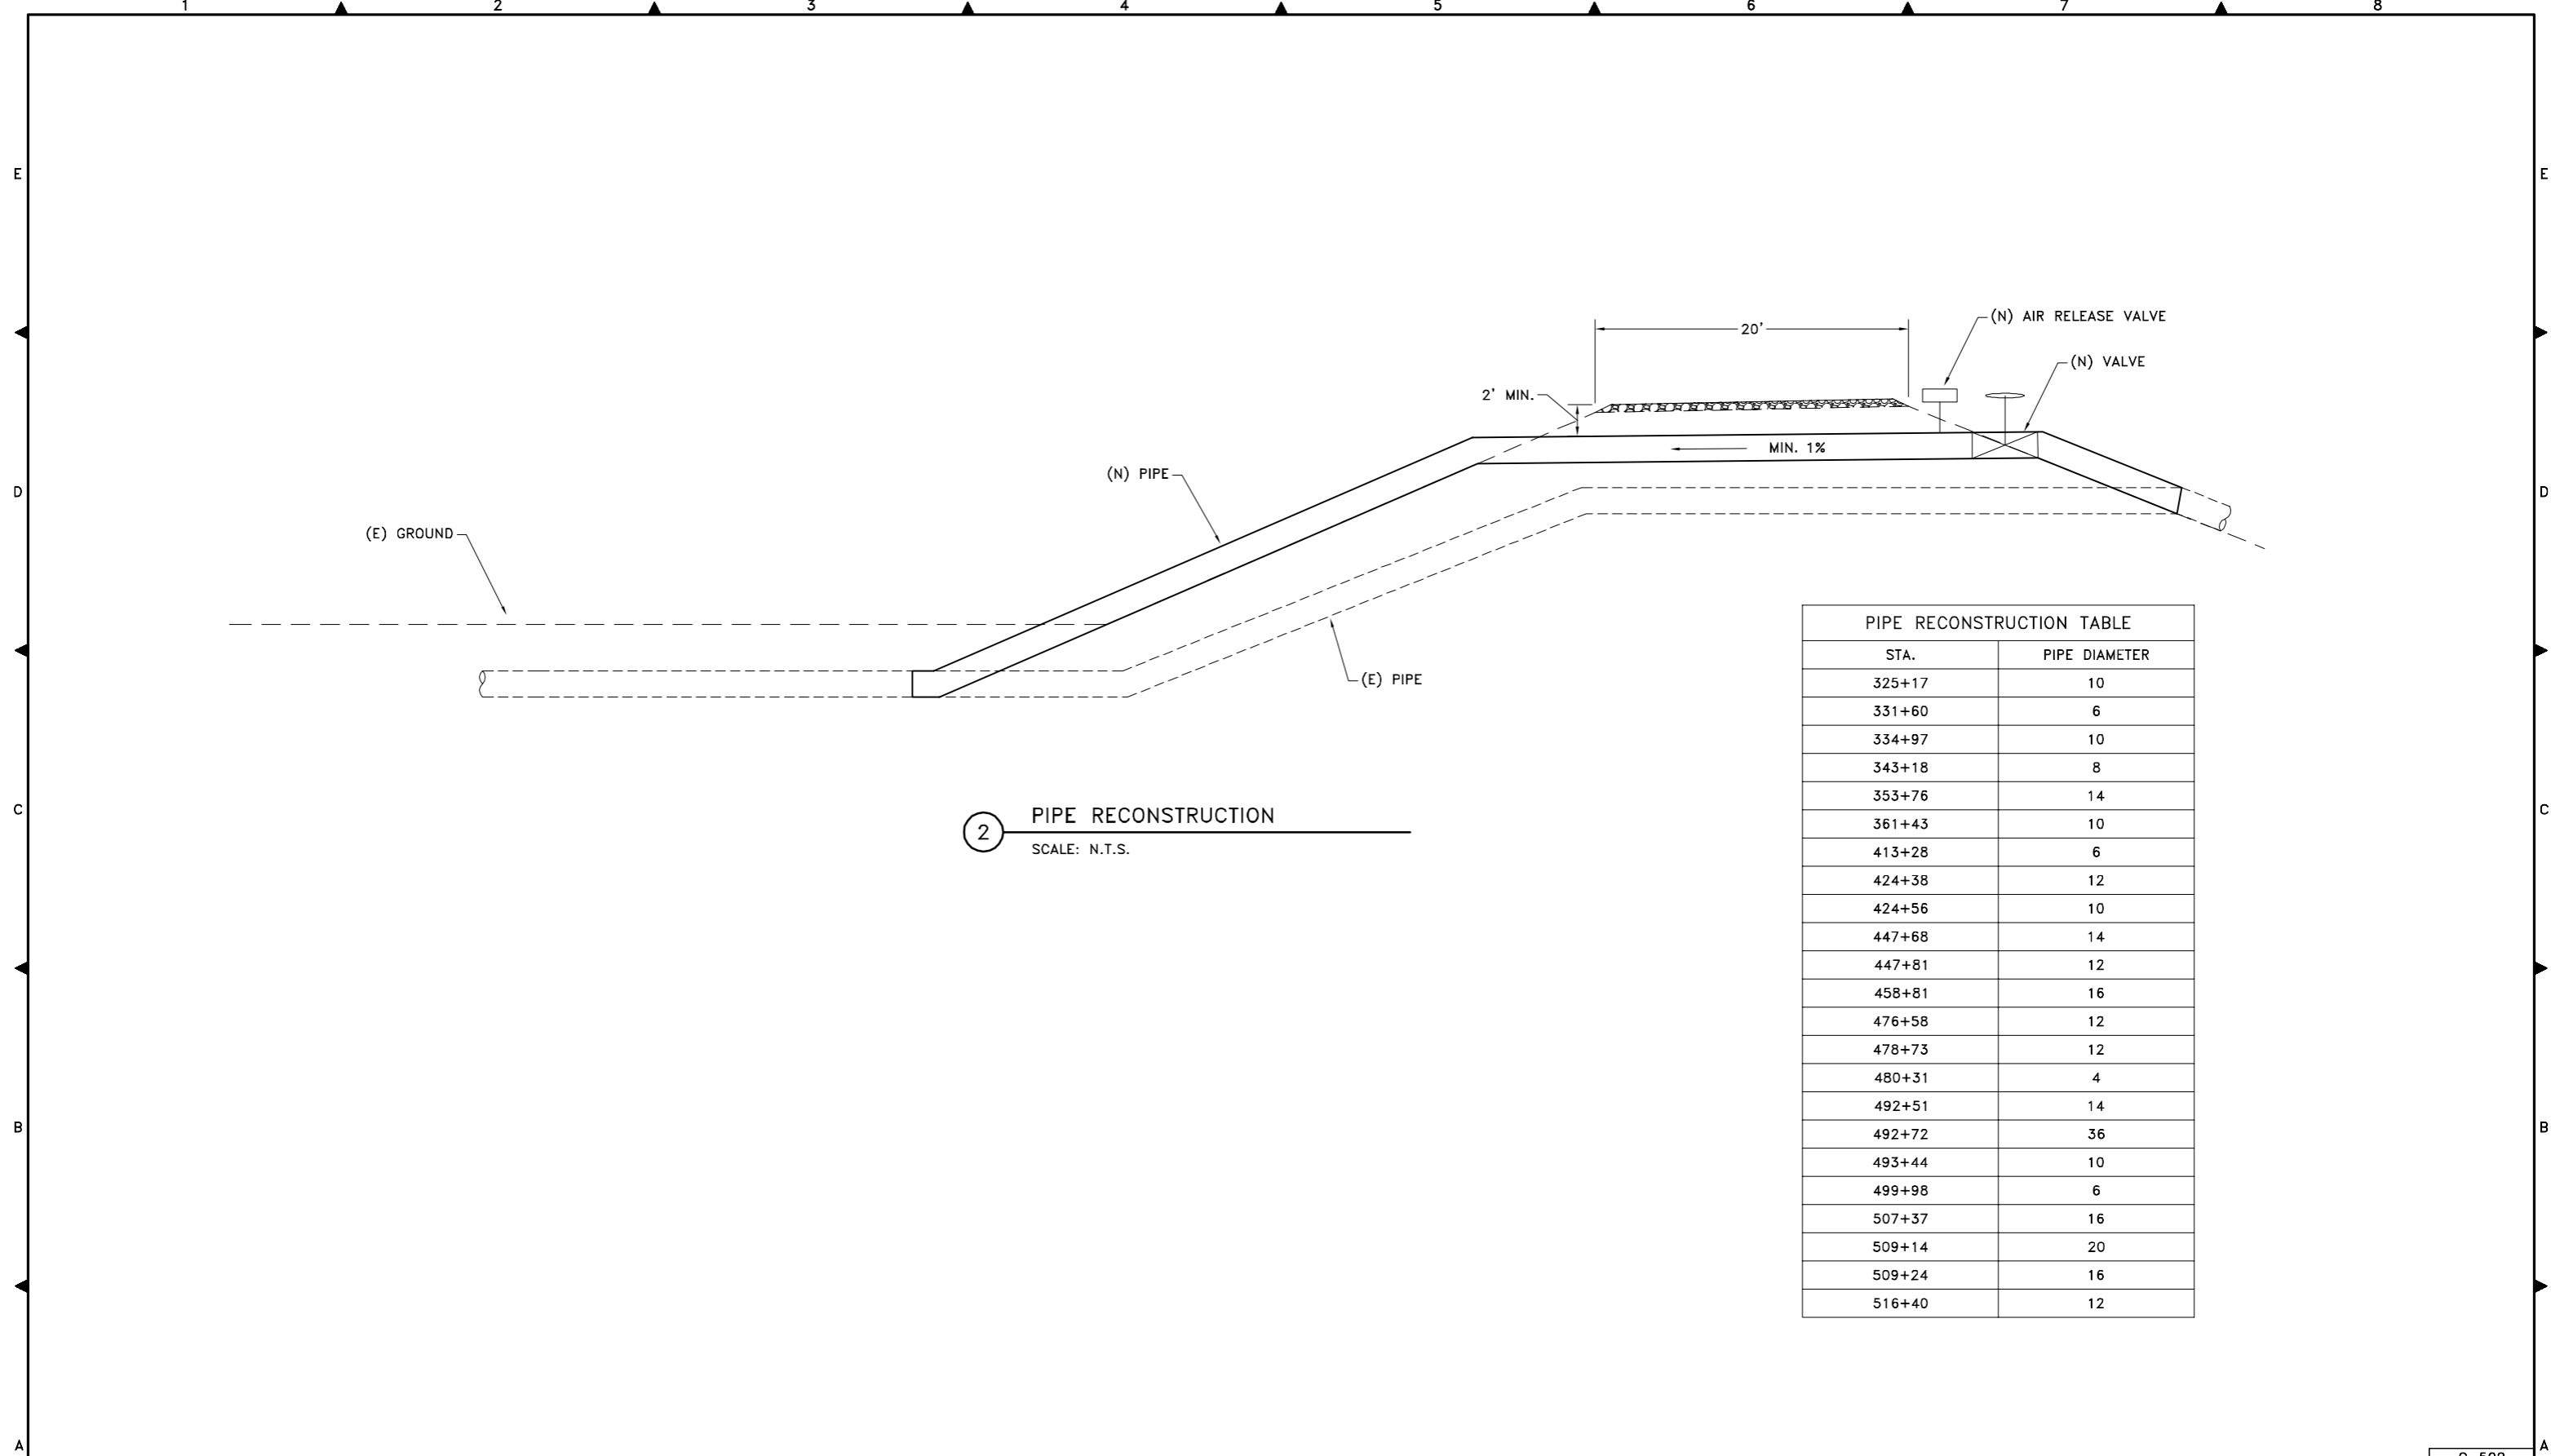 1 2 3 4 5 6 7 8
E E
(N) AIR RELEASE VALVE
20'
(N) VALVE
2' MIN.
MIN. 1%
(N) PIPE
D D
(E) GROUND
(E) PIPE
PIPE RECONSTRUCTION TABLE
STA. PIPE DIAMETER
325+17 10
331+60 6
334+97 10
343+18 8
353+76 14
361+43 10
413+28 6
424+38 12
424+56 10
447+68 14
447+81 12
458+81 16
476+58 12
478+73 12
480+31 4
492+51 14
492+72 36
493+44 10
499+98 6
507+37 16
509+14 20
509+24 16
516+40 12
C C
2 PIPE RECONSTRUCTION
SCALE: N.T.S.
B B
A A